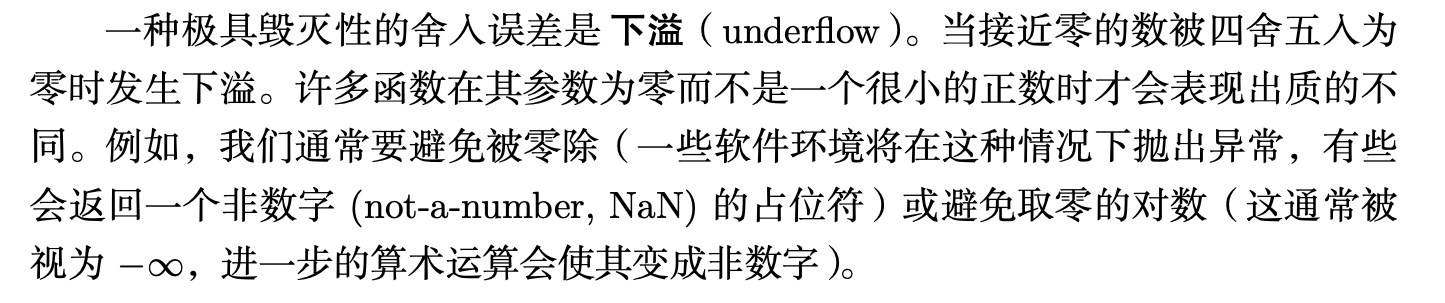 一种极具毁灭性的舍入误差是 下溢（underflow）。当接近零的数被四舍五入为
零时发生下溢。许多函数在其参数为零而不是一个很小的正数时才会表现出质的不
同。例如，我们通常要避免被零除（一些软件环境将在这种情况下抛出异常，有些
会返回一个非数字 (not-a-number, NaN) 的占位符）或避免取零的对数（这通常被
视为 −∞，进一步的算术运算会使其变成非数字）。